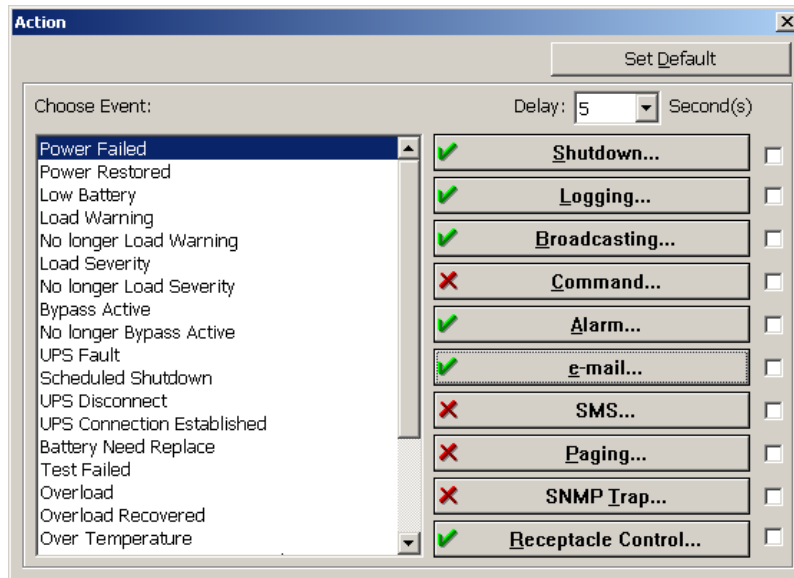 Action
Set Default
Choose Event:
Delay: 5 Second(s)
Power Failed
Power Restored
Low Battery
Load Warning
No longer Load Warning
Load Severity
No longer Load Severity
Bypass Active
No longer Bypass Active
UPS Fault
Scheduled Shutdown
UPS Disconnect
UPS Connection Established
Battery Need Replace
Test Failed
Overload
Overload Recovered
Over Temperature
Shutdown...
Logging...
Broadcasting...
Command...
Alarm...
e-mail...
SMS...
Paging...
SNMP Trap...
Receptacle Control...